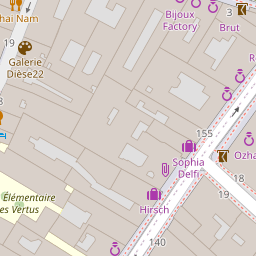 Bijoux
Factory
3
hai Nam
Brut
19
Galerie
Dièse22
155
Sophia
Delfi
Ozha
18
19
Élémentaire
es Vertus
Hirsch
140